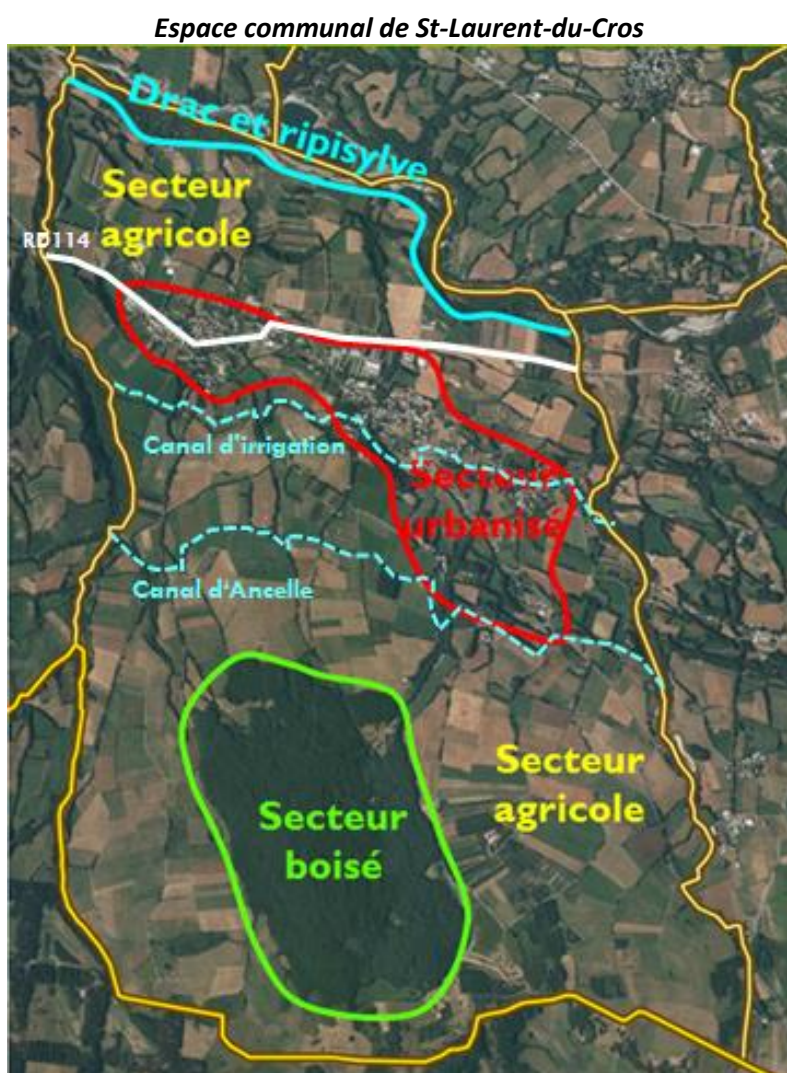 Espace communal de St-Laurent-du-Cros
Drac et ripisylve
Secteur
agricole
RD114
Canal d'irrigation
Secteur
urbanisé
Canal d'Ancelle
Secteur
boisé
Secteur
agricole